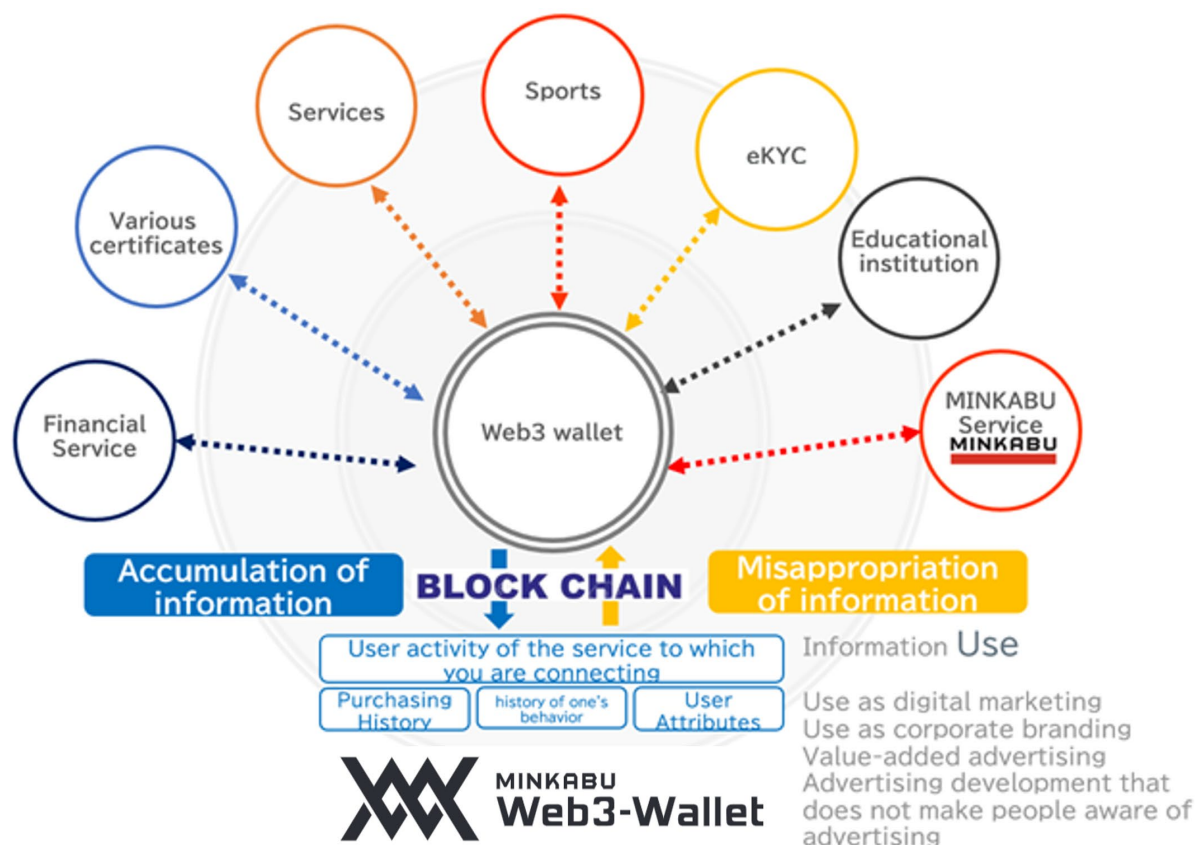 Sports
Services
eKYC
Various
certificates
Educational
institution
Financial
Service
Web3 wallet
MINKABU
Service
MINKABU
Accumulation of
information
BLOCK CHAIN
Misappropriation
of information
User activity of the service to which
you are connecting
Purchasing
History
history of one's
behavior
User
Attributes
Information Use
Use as digital marketing
Use as corporate branding
Value-added advertising
Advertising development that
does not make people aware of
advertising
MINKABU
Web3-Wallet